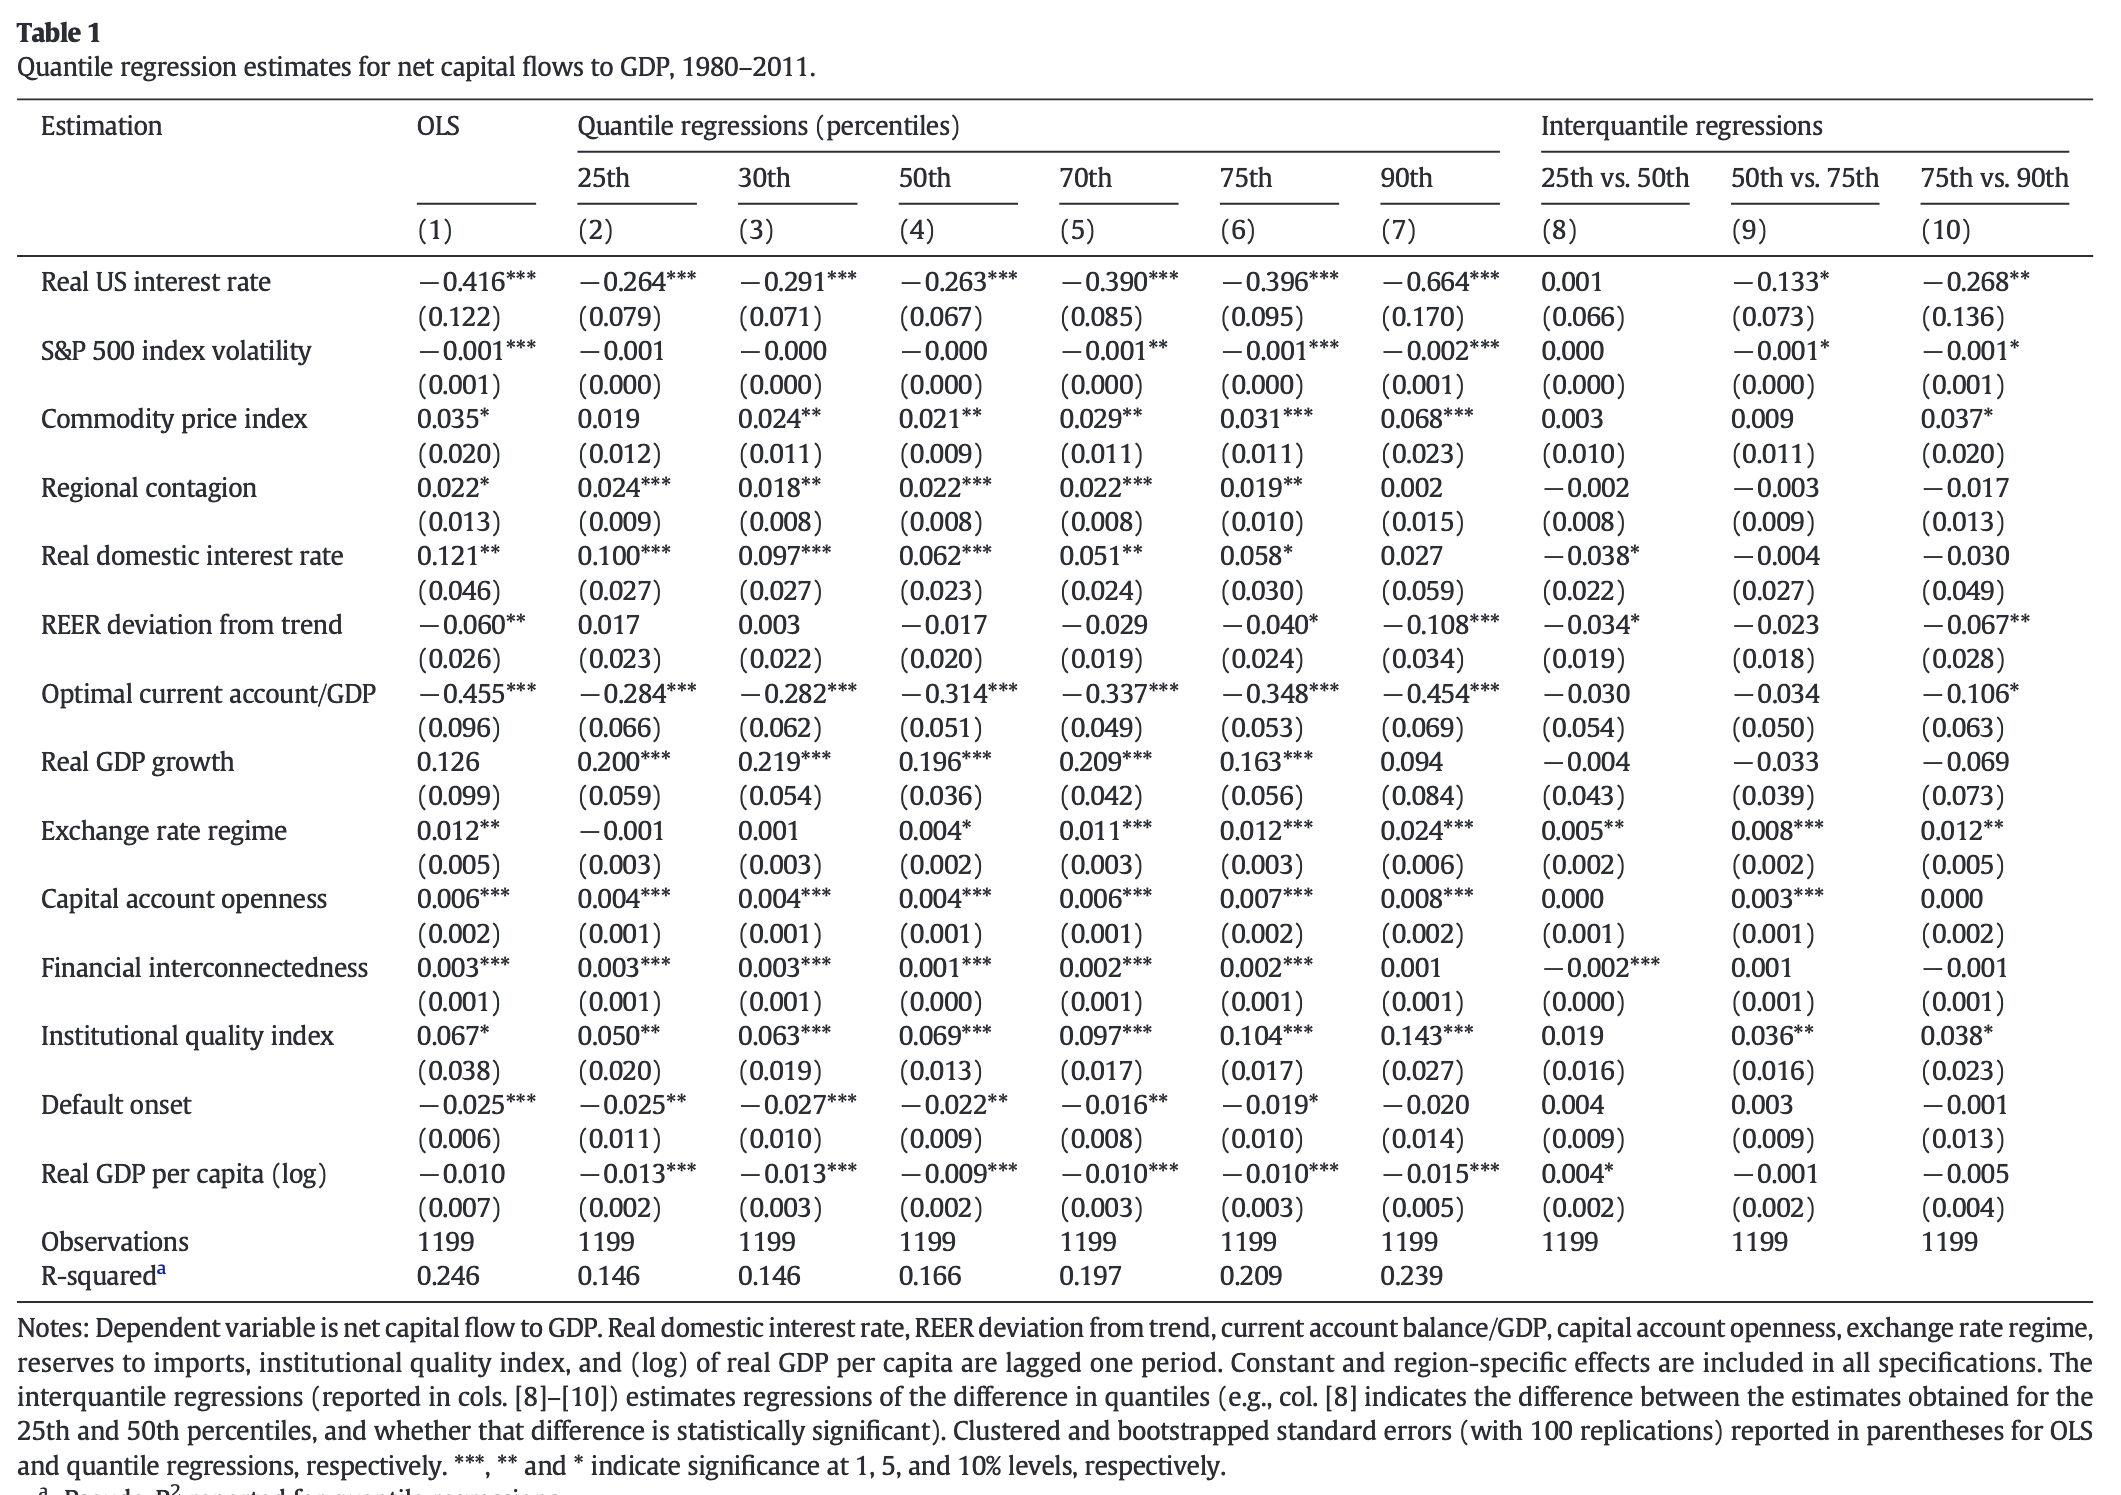 Table 1
Quantile regression estimates for net capital flows to GDP, 1980–2011.
Estimation OLS Quantile regressions (percentiles) Interquantile regressions
25th 30th 50th 70th 75th 90th 25th vs. 50th 50th vs. 75th 75th vs. 90th
(1) (2) (3) (4) (5) (6) (7) (8) (9) (10)
Real US interest rate −0.416*** −0.264*** −0.291*** −0.263*** −0.390*** −0.396*** −0.664*** 0.001 −0.133* −0.268**
(0.122) (0.079) (0.071) (0.067) (0.085) (0.095) (0.170) (0.066) (0.073) (0.136)
S&P 500 index volatility −0.001*** −0.001 −0.000 −0.000 −0.001** −0.001*** −0.002*** 0.000 −0.001* −0.001*
(0.001) (0.000) (0.000) (0.000) (0.000) (0.000) (0.001) (0.000) (0.000) (0.001)
Commodity price index 0.035* 0.019 0.024** 0.021** 0.029** 0.031*** 0.068*** 0.003 0.009 0.037*
(0.020) (0.012) (0.011) (0.009) (0.011) (0.011) (0.023) (0.010) (0.011) (0.020)
Regional contagion 0.022* 0.024*** 0.018** 0.022*** 0.022*** 0.019** 0.002 −0.002 −0.003 −0.017
(0.013) (0.009) (0.008) (0.008) (0.008) (0.010) (0.015) (0.008) (0.009) (0.013)
Real domestic interest rate 0.121** 0.100*** 0.097*** 0.062*** 0.051** 0.058* 0.027 −0.038* −0.004 −0.030
(0.046) (0.027) (0.027) (0.023) (0.024) (0.030) (0.059) (0.022) (0.027) (0.049)
REER deviation from trend −0.060** 0.017 0.003 −0.017 −0.029 −0.040* −0.108*** −0.034* −0.023 −0.067**
(0.026) (0.023) (0.022) (0.020) (0.019) (0.024) (0.034) (0.019) (0.018) (0.028)
Optimal current account/GDP −0.455*** −0.284*** −0.282*** −0.314*** −0.337*** −0.348*** −0.454*** −0.030 −0.034 −0.106*
(0.096) (0.066) (0.062) (0.051) (0.049) (0.053) (0.069) (0.054) (0.050) (0.063)
Real GDP growth 0.126 0.200*** 0.219*** 0.196*** 0.209*** 0.163*** 0.094 −0.004 −0.033 −0.069
(0.099) (0.059) (0.054) (0.036) (0.042) (0.056) (0.084) (0.043) (0.039) (0.073)
Exchange rate regime 0.012** −0.001 0.001 0.004* 0.011*** 0.012*** 0.024*** 0.005** 0.008*** 0.012**
(0.005) (0.003) (0.003) (0.002) (0.003) (0.003) (0.006) (0.002) (0.002) (0.005)
Capital account openness 0.006*** 0.004*** 0.004*** 0.004*** 0.006*** 0.007*** 0.008*** 0.000 0.003*** 0.000
(0.002) (0.001) (0.001) (0.001) (0.001) (0.002) (0.002) (0.001) (0.001) (0.002)
Financial interconnectedness 0.003*** 0.003*** 0.003*** 0.001*** 0.002*** 0.002*** 0.001 −0.002*** 0.001 −0.001
(0.001) (0.001) (0.001) (0.000) (0.001) (0.001) (0.001) (0.000) (0.001) (0.001)
Institutional quality index 0.067* 0.050** 0.063*** 0.069*** 0.097*** 0.104*** 0.143*** 0.019 0.036** 0.038*
(0.038) (0.020) (0.019) (0.013) (0.017) (0.017) (0.027) (0.016) (0.016) (0.023)
Default onset −0.025*** −0.025** −0.027*** −0.022** −0.016** −0.019* −0.020 0.004 0.003 −0.001
(0.006) (0.011) (0.010) (0.009) (0.008) (0.010) (0.014) (0.009) (0.009) (0.013)
Real GDP per capita (log) −0.010 −0.013*** −0.013*** −0.009*** −0.010*** −0.010*** −0.015*** 0.004* −0.001 −0.005
(0.007) (0.002) (0.003) (0.002) (0.003) (0.003) (0.005) (0.002) (0.002) (0.004)
Observations 1199 1199 1199 1199 1199 1199 1199 1199 1199 1199
R-squared^a 0.246 0.146 0.146 0.166 0.197 0.209 0.239
Notes: Dependent variable is net capital flow to GDP. Real domestic interest rate, REER deviation from trend, current account balance/GDP, capital account openness, exchange rate regime,
reserves to imports, institutional quality index, and (log) of real GDP per capita are lagged one period. Constant and region-specific effects are included in all specifications. The
interquantile regressions (reported in cols. [8]–[10]) estimates regressions of the difference in quantiles (e.g., col. [8] indicates the difference between the estimates obtained for the
25th and 50th percentiles, and whether that difference is statistically significant). Clustered and bootstrapped standard errors (with 100 replications) reported in parentheses for OLS
and quantile regressions, respectively. ***, ** and * indicate significance at 1, 5, and 10% levels, respectively.